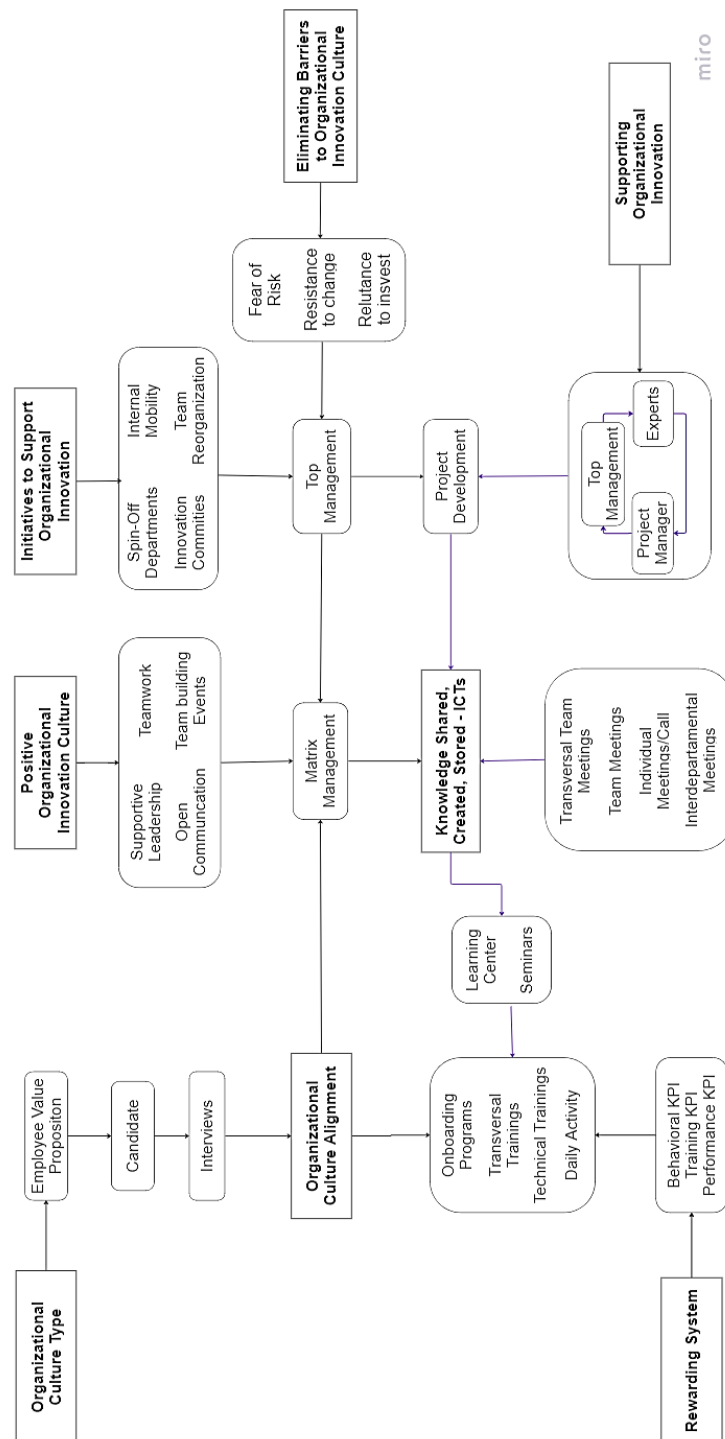 Organizational
Culture Type
Employee Value
Propositon
Candidate
Interviews
Organizational
Culture Alignment
Onboarding
Programs
Transversal
Trainings
Technical Trainings
Daily Activity
Behavioral KPI
Training KPI
Performance KPI
Rewarding System
Learning
Center
Seminars
Positive
Organizational
Innovation Culture
Supportive
Leadership
Teamwork
Open
Communcation
Team building
Events
Matrix
Management
Knowledge Shared,
Created, Stored - ICTs
Transversal Team
Meetings
Team Meetings
Individual
Meetings/Call
Interdepartamental
Meetings
Initiatives to Support
Organizational
Innovation
Spin-Off
Departments
Internal
Mobility
Innovation
Commities
Team
Reorganization
Top
Management
Project
Development
Top
Management
Project
Manager
Experts
Eliminating Barriers
to Organizational
Innovation Culture
Fear of
Risk
Resistance
to change
Relutance
to insvest
Supporting
Organizational
Innovation
miro